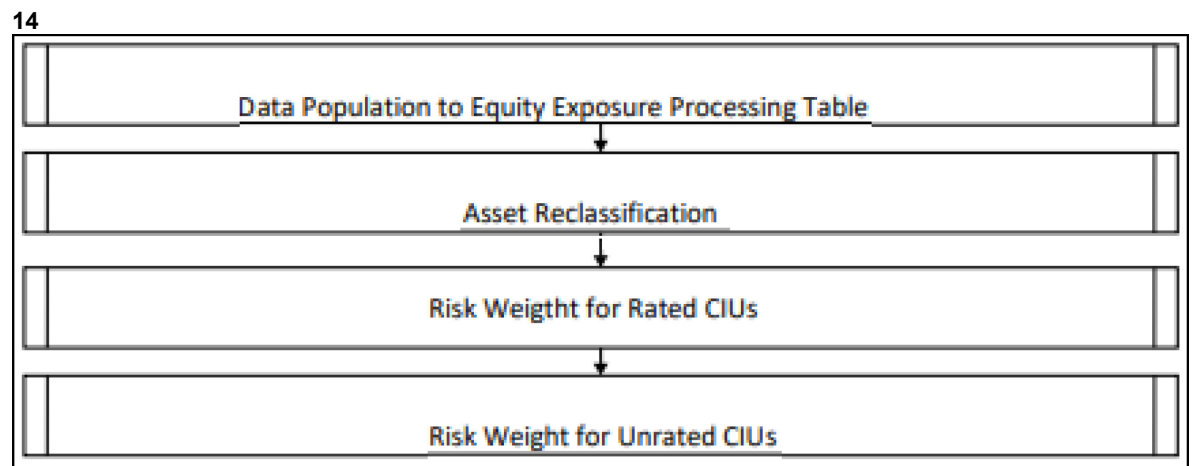 14
Data Population to Equity Exposure Processing Table
Asset Reclassification
Risk Weigtht for Rated CIUs
Risk Weight for Unrated CIUs